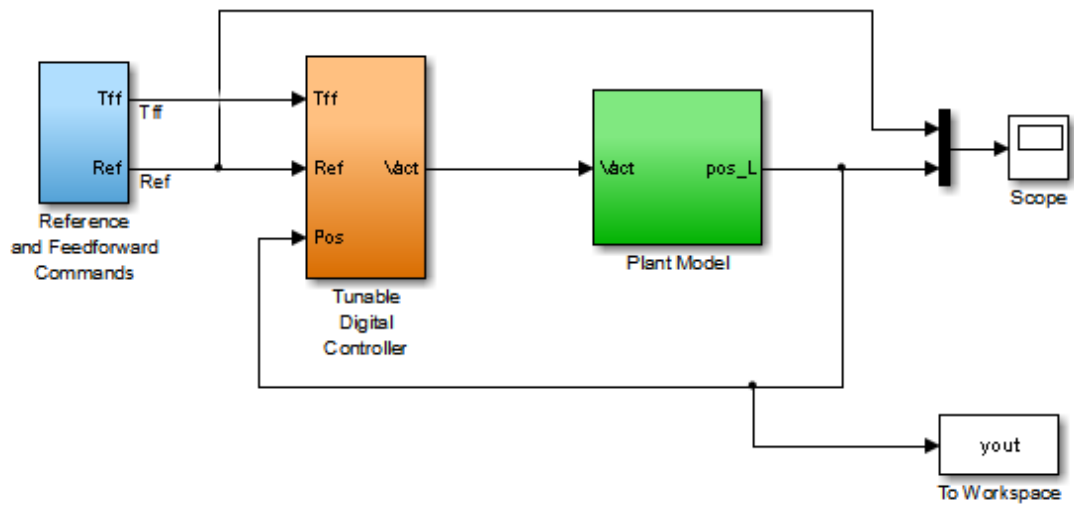 Tff
Ref
Tff
Ref
Reference
and Feedforward
Commands
Tff
Ref
Vact
Pos
Tunable
Digital
Controller
Vact
pos_L
Plant Model
Scope
yout
To Workspace